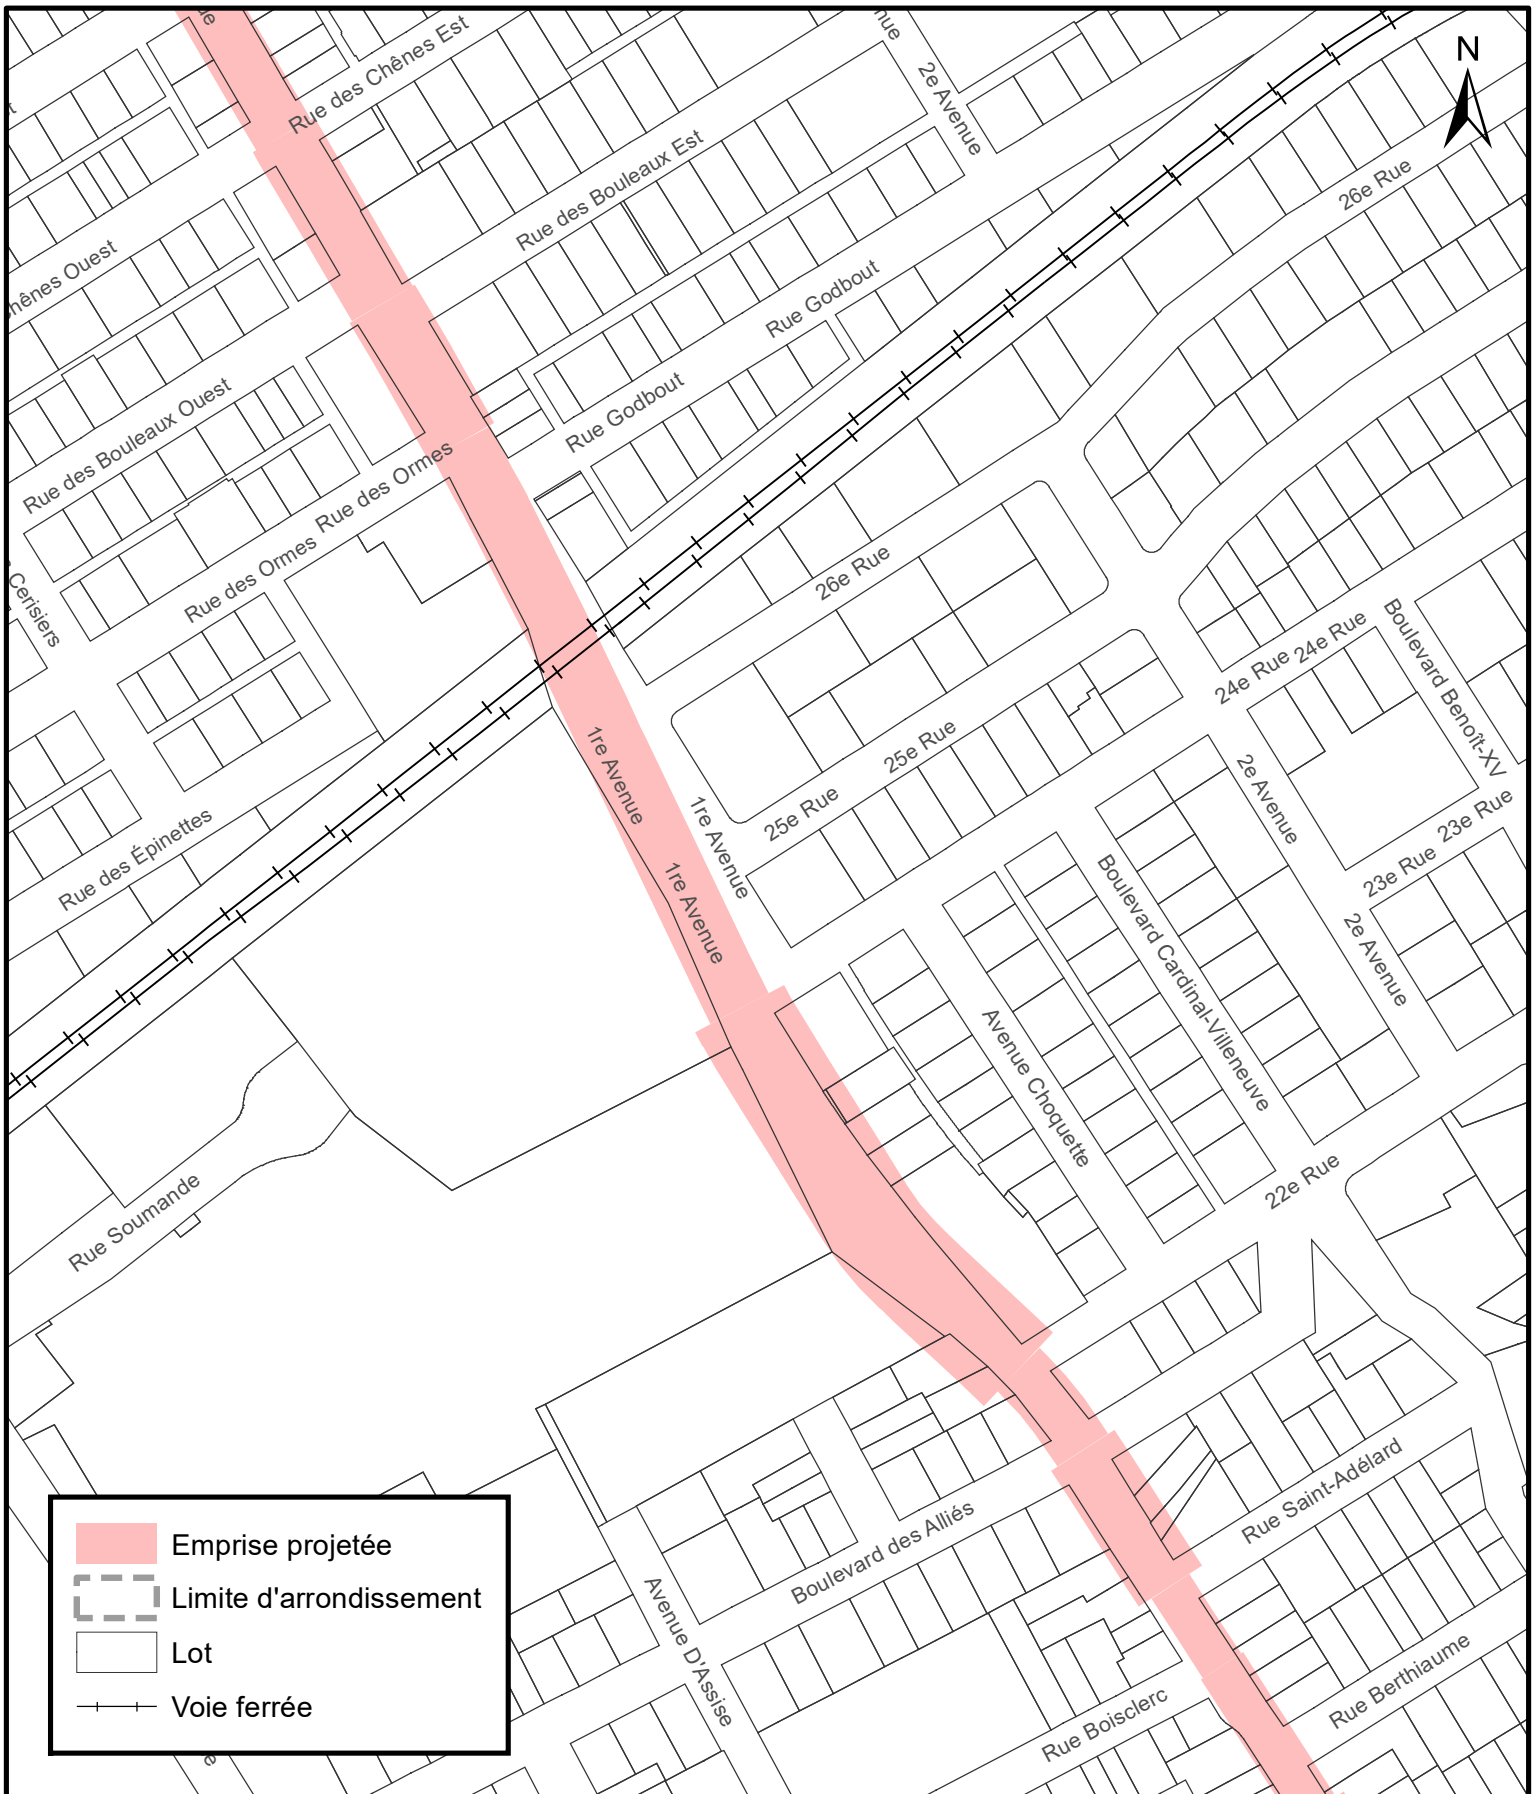 N
Rue des Chênes Est
2e Avenue
Rue des Bouleaux Est
26e Rue
Rue Godbout
Rue des Bouleaux Ouest
Rue Godbout
Rue des Ormes
Rue des Ormes
26e Rue
Cerisiers
24e Rue
24e Rue
Boulevard Benoît-XV
25e Rue
25e Rue
1re Avenue
1re Avenue
1re Avenue
2e Avenue
23e Rue
23e Rue
2e Avenue
Rue des Épinettes
Boulevard Cardinal-Villeneuve
Avenue Choquette
22e Rue
Rue Soumande
Rue Saint-Adélard
Boulevard des Alliés
Avenue D'Assise
Rue Boisclerc
Rue Berthiaume
Emprise projetée
Limite d'arrondissement
Lot
Voie ferrée